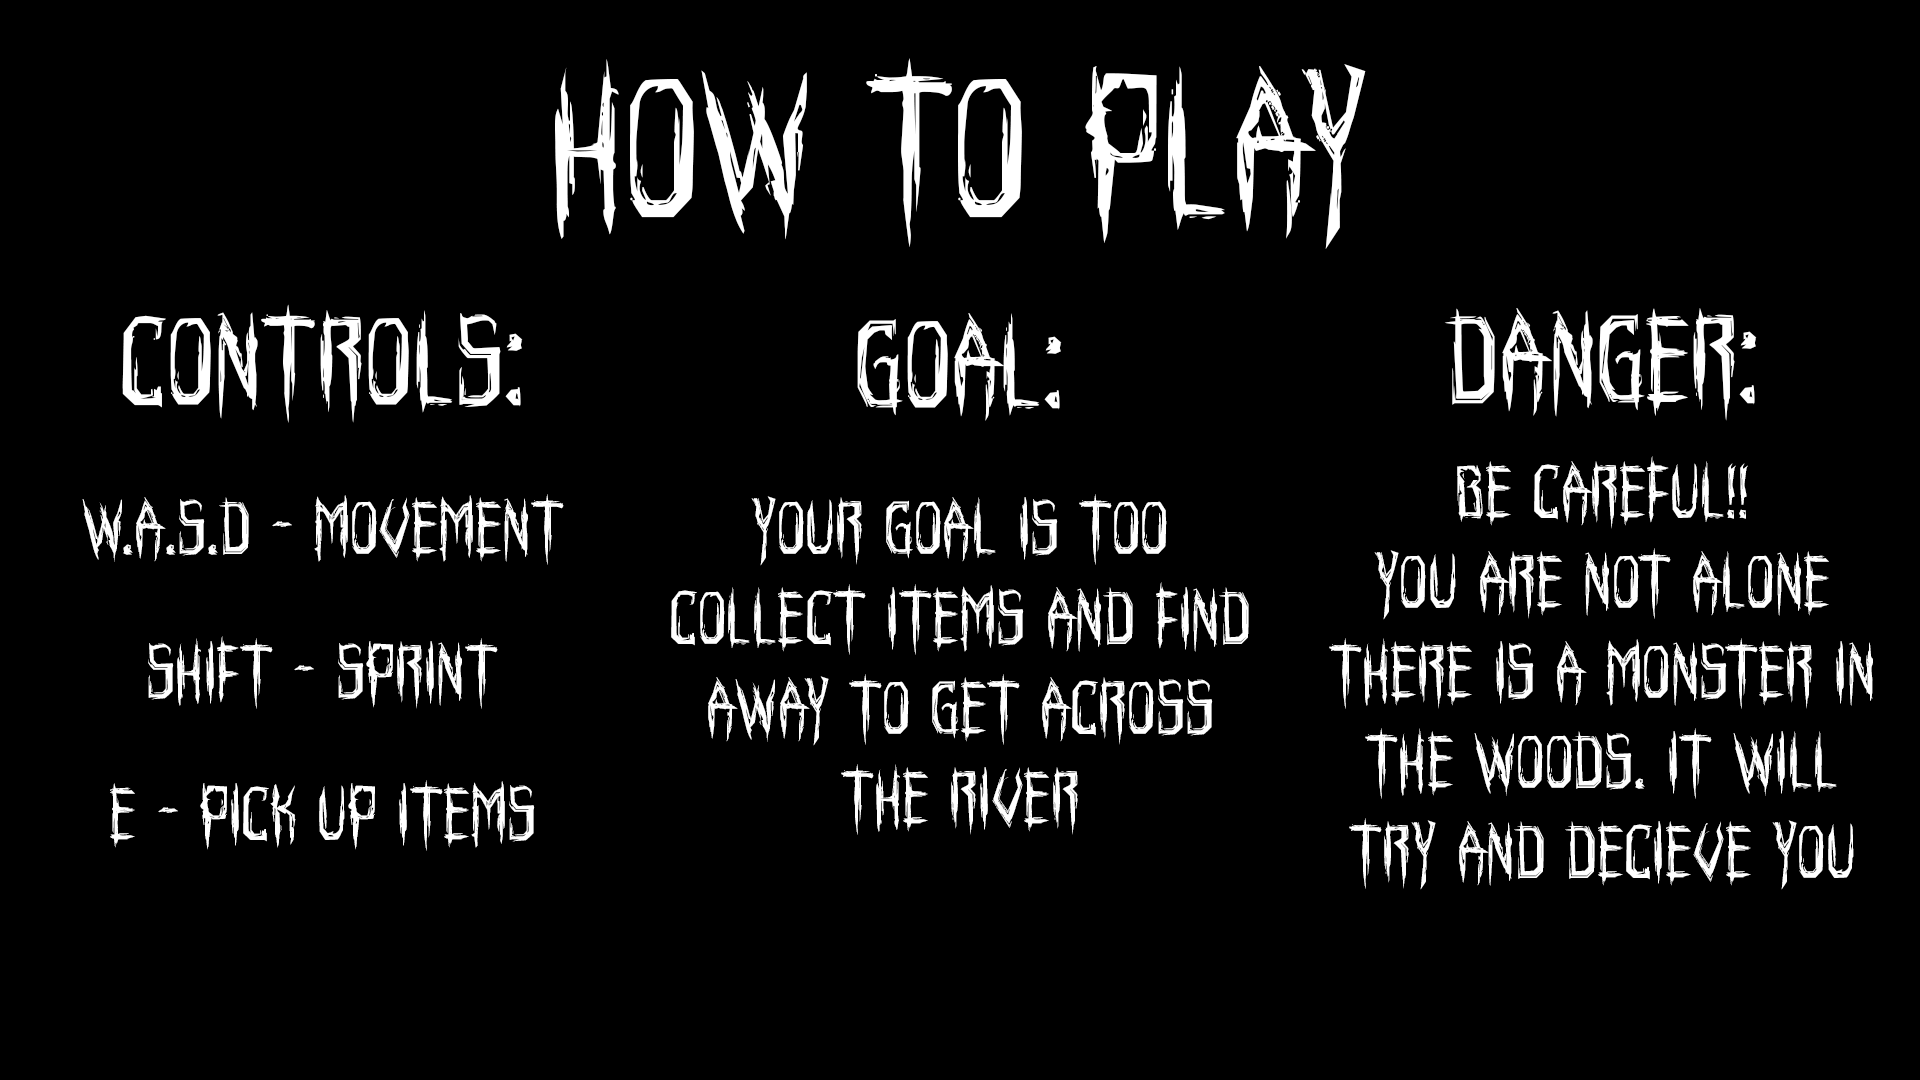 HOW TO PLAY
CONTROLS:
W.A.S.D - MOVEMENT
SHIFT - SPRINT
E - PICK UP ITEMS
GOAL:
YOUR GOAL IS TOO
COLLECT ITEMS AND FIND
AWAY TO GET ACROSS
THE RIVER
DANGER:
BE CAREFUL!!
YOU ARE NOT ALONE
THERE IS A MONSTER IN
THE WOODS. IT WILL
TRY AND DECIEVE YOU